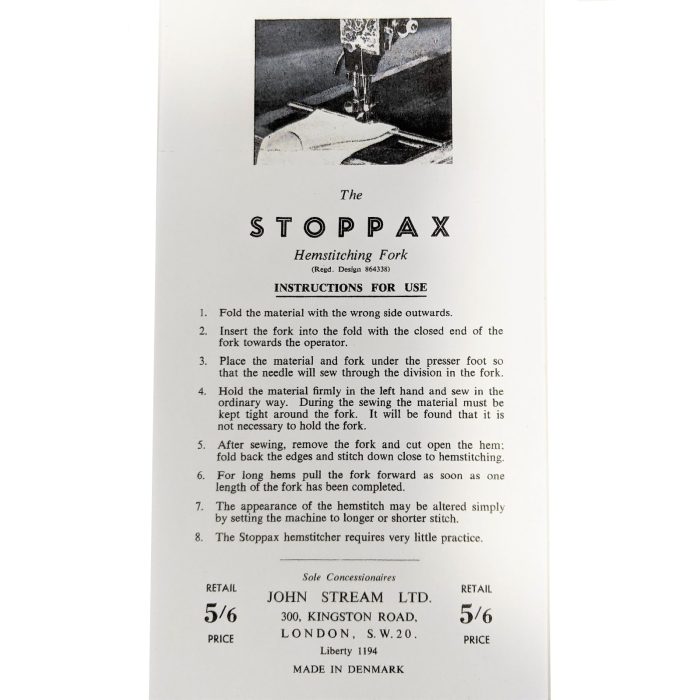 The
STOPPAX
Hemstitching Fork
(Regd. Design 864338)
INSTRUCTIONS FOR USE
1. Fold the material with the wrong side outwards.
2. Insert the fork into the fold with the closed end of the
fork towards the operator.
3. Place the material and fork under the presser foot so
that the needle will sew through the division in the fork.
4. Hold the material firmly in the left hand and sew in the
ordinary way. During the sewing the material must be
kept tight around the fork. It will be found that it is
not necessary to hold the fork.
5. After sewing, remove the fork and cut open the hem;
fold back the edges and stitch down close to hemstitching.
6. For long hems pull the fork forward as soon as one
length of the fork has been completed.
7. The appearance of the hemstitch may be altered simply
by setting the machine to longer or shorter stitch.
8. The Stoppax hemstitcher requires very little practice.
RETAIL
5/6
PRICE
Sole Concessionaires
JOHN STREAM LTD.
300, KINGSTON ROAD,
LONDON, S.W.20.
Liberty 1194
MADE IN DENMARK
RETAIL
5/6
PRICE